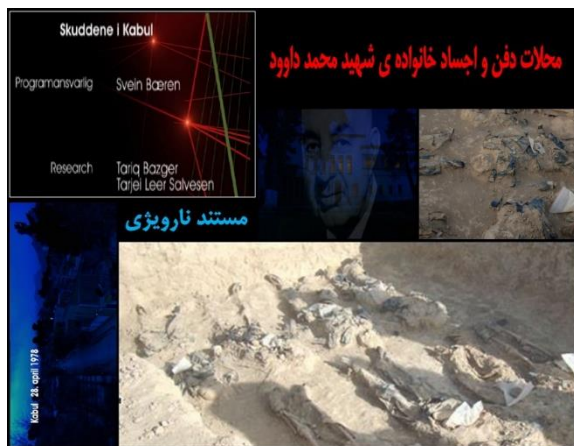 Skuddene i Kabul
Programansvarlig Svein Bæren
Research Tariq Bazger
Tarjei Leer Salvesen
محلات دفن و اجساد خانواده ی شهید محمد داوود
مستند نارویژی
Kabul 28. april 1978